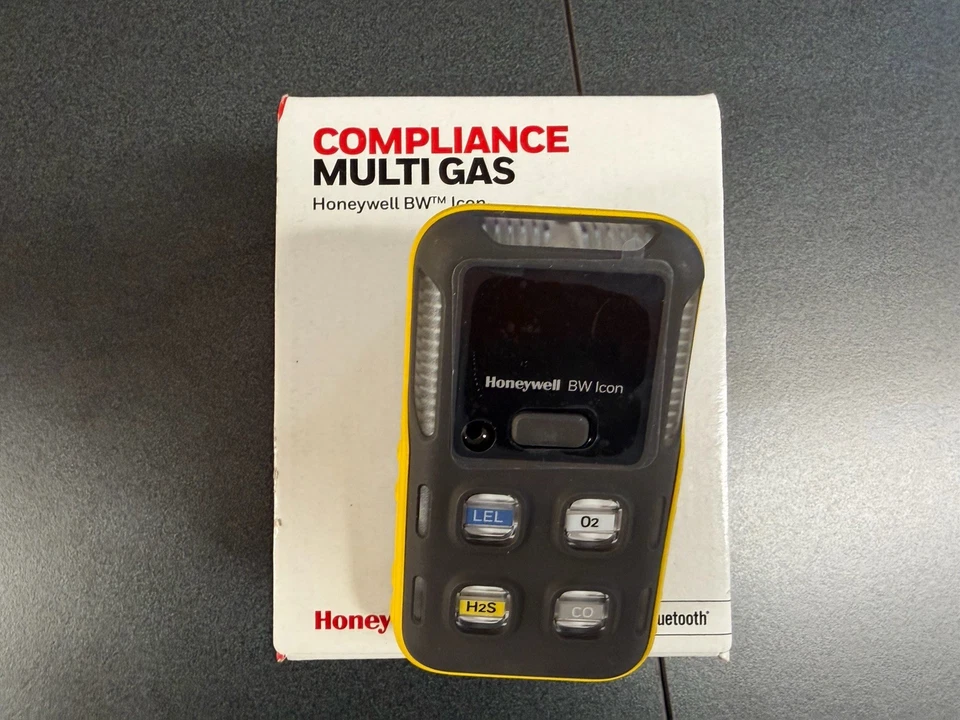 COMPLIANCE
MULTI GAS
Honeywell BW™ Icon
Honeywell BW Icon
LEL
O2
H2S
CO
Honey
uetooth®